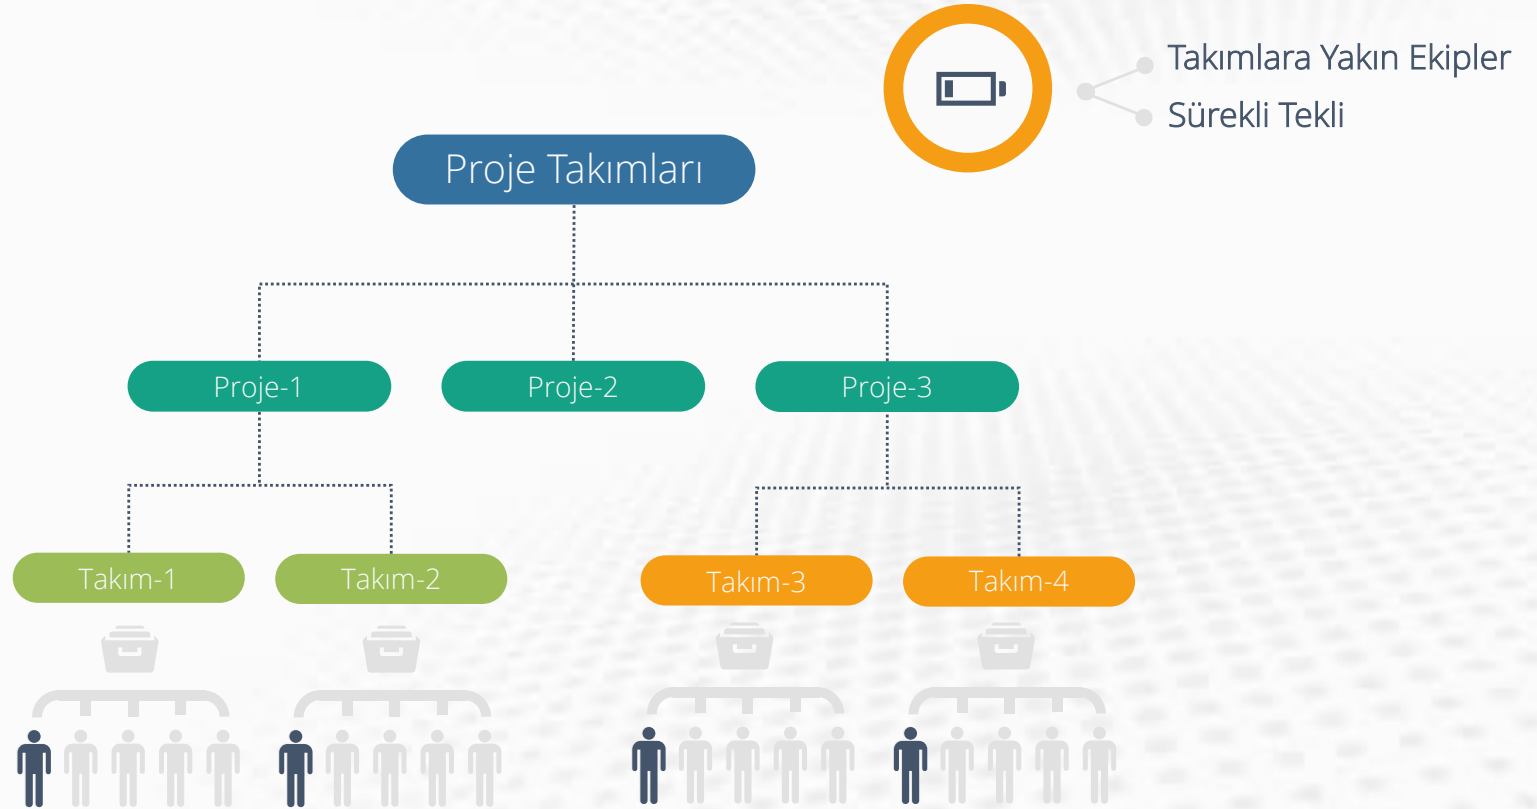 Takımlara Yakın Ekipler
Sürekli Tekli
Proje Takımları
Proje-1
Proje-2
Proje-3
Takım-1
Takım-2
Takım-3
Takım-4